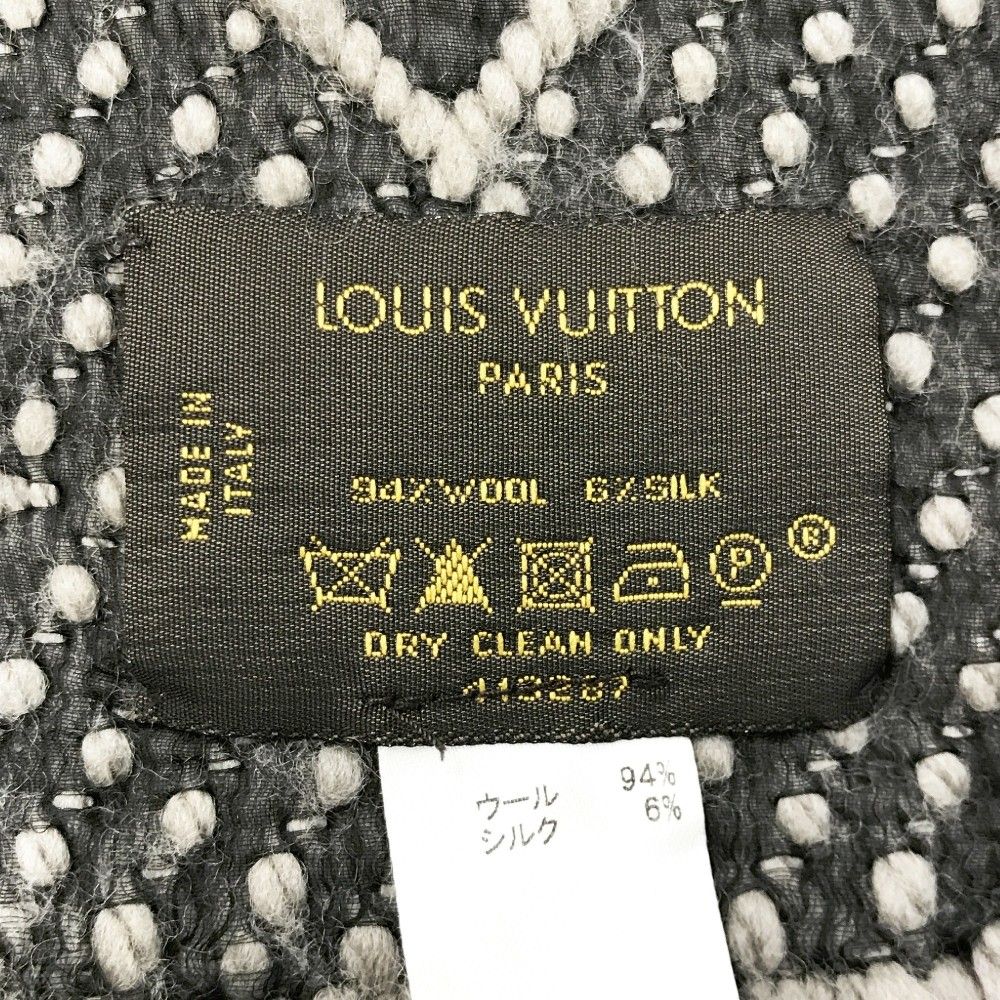 LOUIS VUITTON
PARIS
MADE IN
ITALY
94%WOOL 6%SILK
P ®
DRY CLEAN ONLY
413287
ウール 94%
シルク 6%